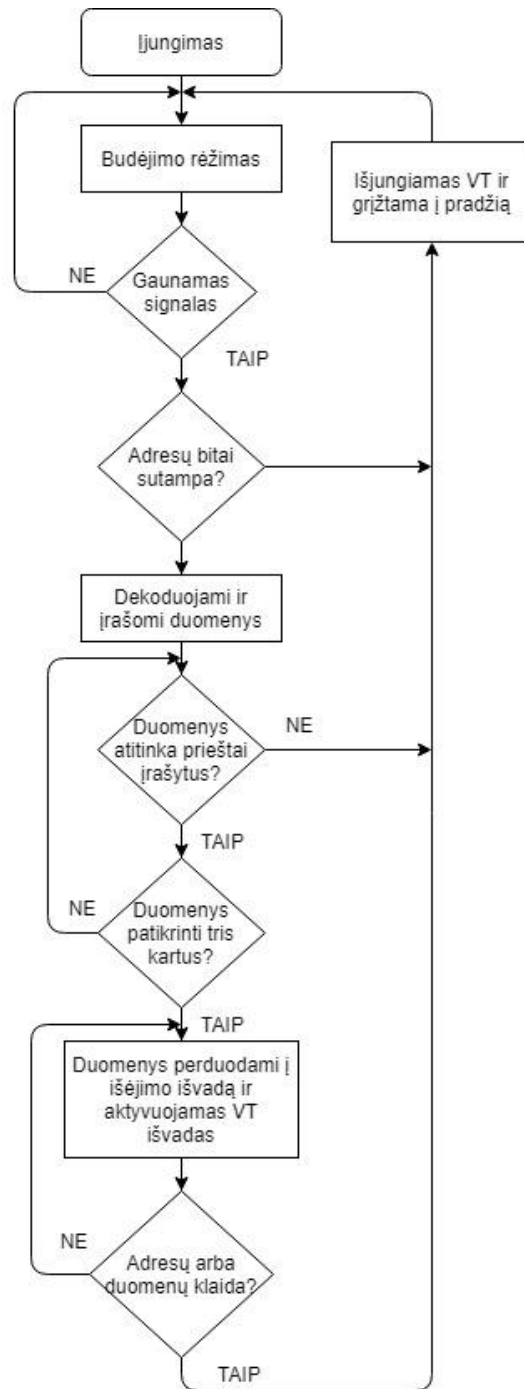 Įjungimas
Budėjimo rėžimas
Išjungiamas VT ir
grįžtama į pradžią
NE
Gaunamas
signalas
TAIP
Adresų bitai
sutampa?
Dekoduojami ir
įrašomi duomenys
Duomenys
atitinka prieštai
įrašytus?
NE
TAIP
NE
Duomenys
patikrinti tris
kartus?
TAIP
Duomenys perduodami į
išėjimo išvadą ir
aktyvuojamas VT
išvadas
NE
Adresų arba
duomenų klaida?
TAIP